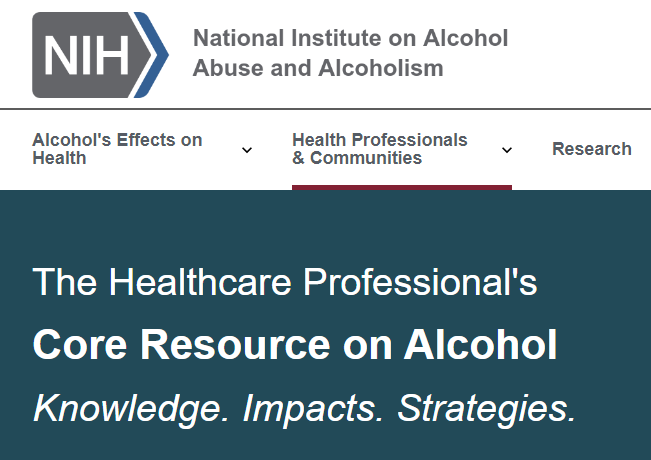 NIH
National Institute on Alcohol
Abuse and Alcoholism
Alcohol's Effects on
Health
Health Professionals
& Communities
Research
The Healthcare Professional's
Core Resource on Alcohol
Knowledge. Impacts. Strategies.